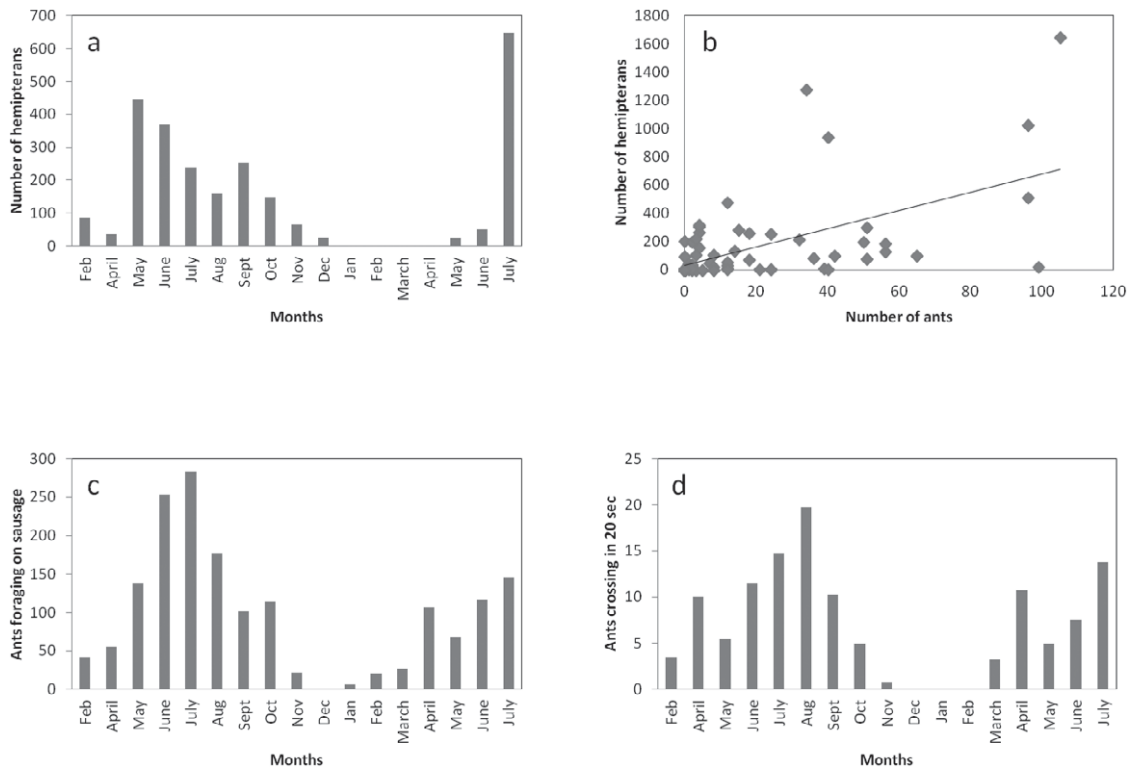 a
Number of hemipterans
700
600
500
400
300
200
100
0
Feb
April
May
June
July
Aug
Sept
Oct
Nov
Dec
Jan
Feb
March
April
May
June
July
Months
b
Number of hemipterans
1800
1600
1400
1200
1000
800
600
400
200
0
0 20 40 60 80 100 120
Number of ants
c
Ants foraging on sausage
300
250
200
150
100
50
0
Feb
April
May
June
July
Aug
Sept
Oct
Nov
Dec
Jan
Feb
March
April
May
June
July
Months
d
Ants crossing in 20 sec
25
20
15
10
5
0
Feb
April
May
June
July
Aug
Sept
Oct
Nov
Dec
Jan
Feb
March
April
May
June
July
Months